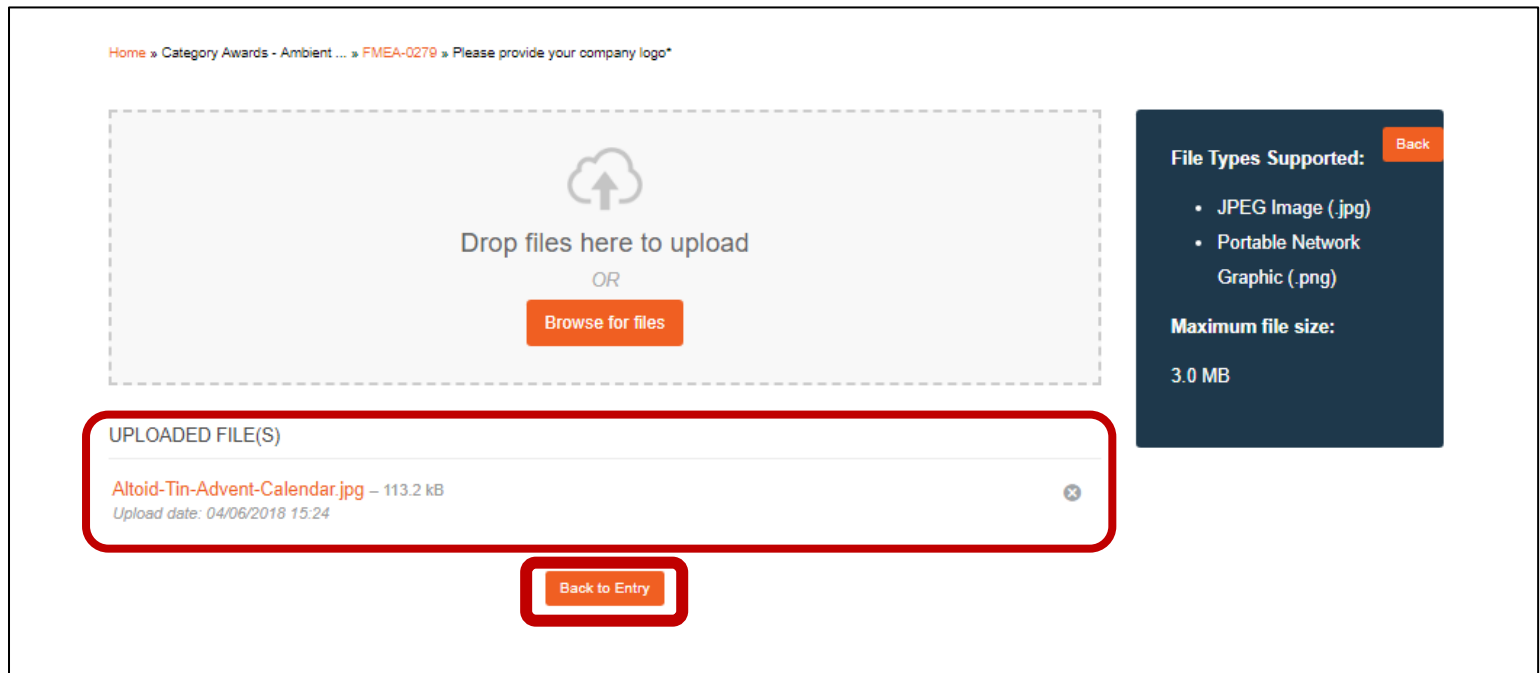 Home » Category Awards - Ambient ... » FMEA-0279 » Please provide your company logo*
Drop files here to upload
OR
Browse for files
Back
File Types Supported:
• JPEG Image (.jpg)
• Portable Network
Graphic (.png)
Maximum file size:
3.0 MB
UPLOADED FILE(S)
Altoid-Tin-Advent-Calendar.jpg – 113.2 kB
Upload date: 04/06/2018 15:24
Back to Entry